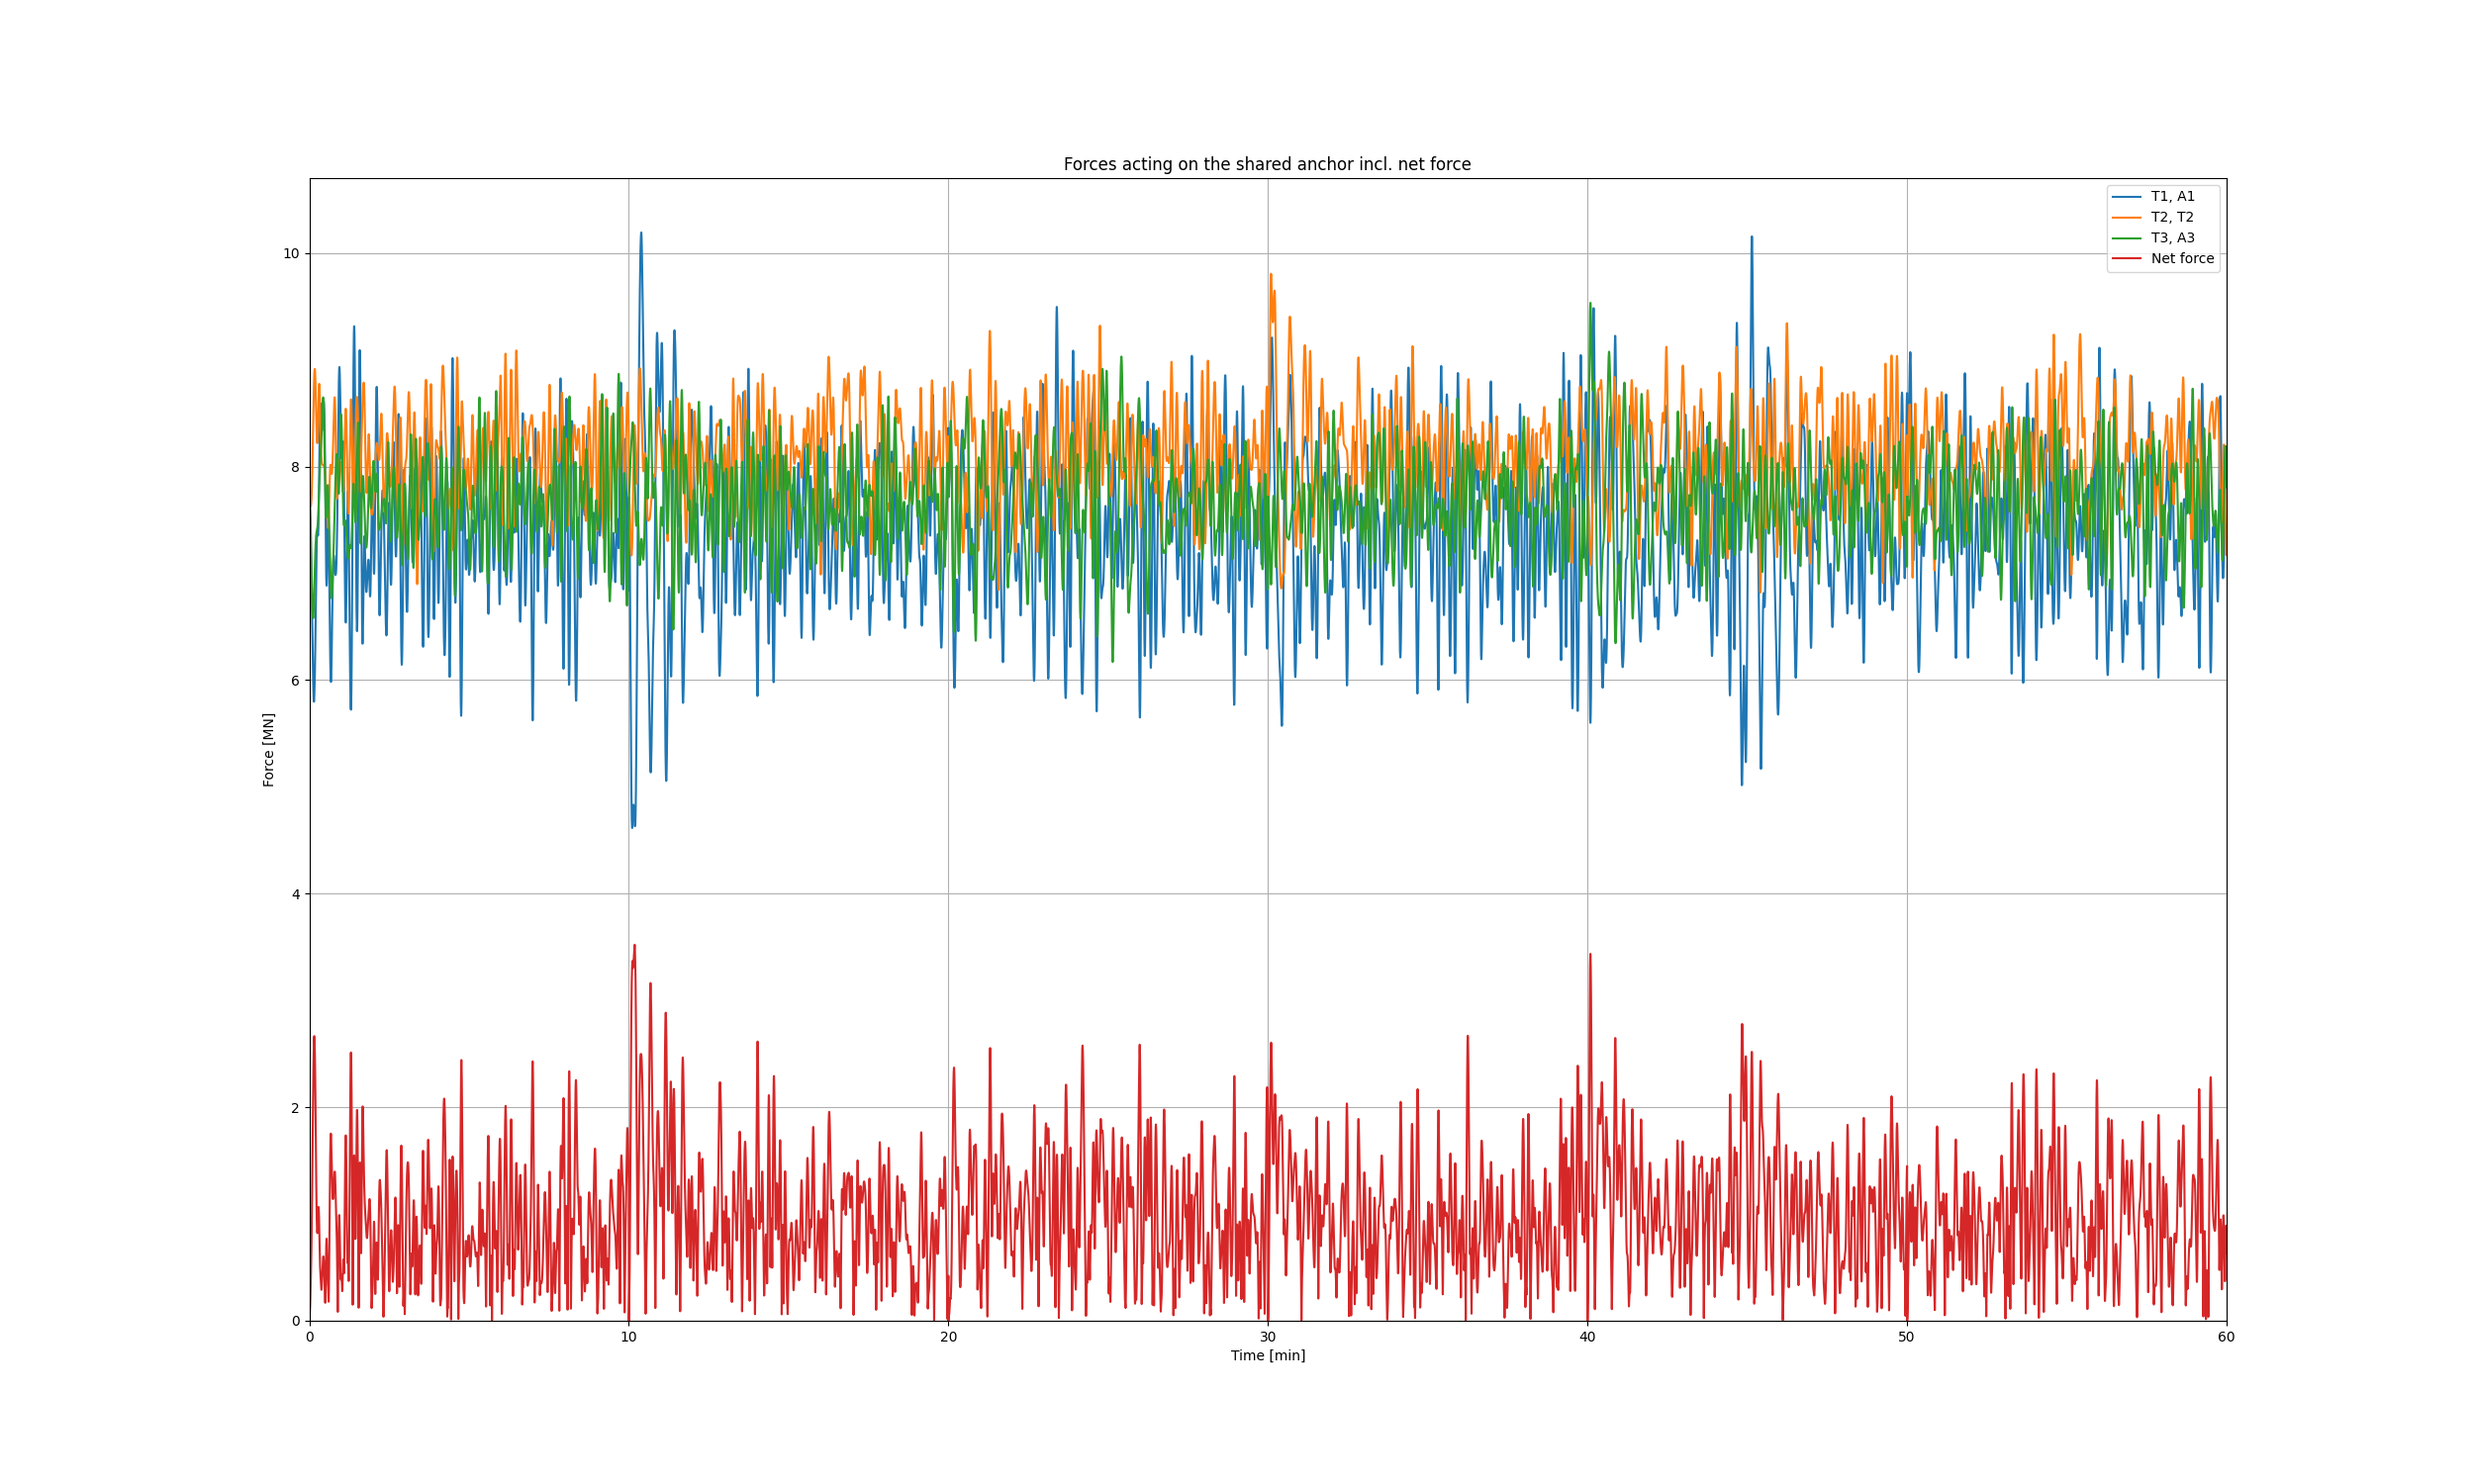 Forces acting on the shared anchor incl. net force
T1, A1
T2, T2
T3, A3
Net force
Force [MN]
10
8
6
4
2
0
0 10 20 30 40 50 60
Time [min]